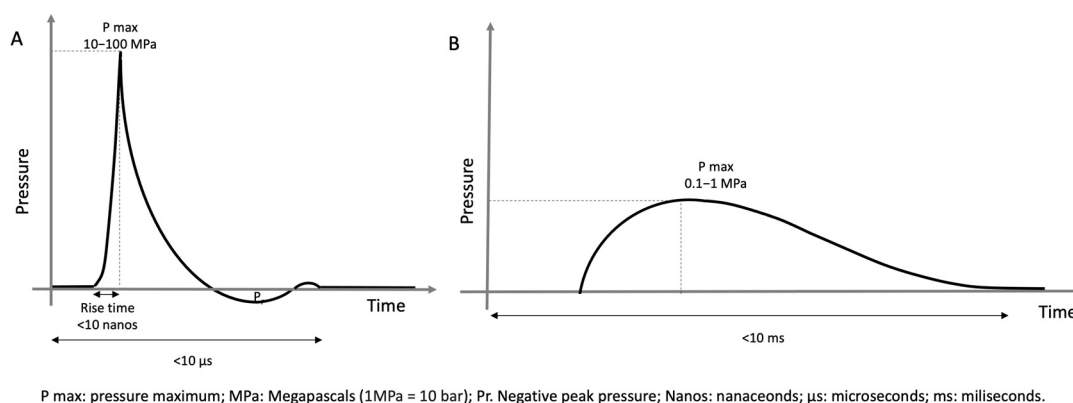 A
P max
10–100 MPa
Pressure
P
Time
Rise time
<10 nanos
<10 µs
B
P max
0.1–1 MPa
Pressure
Time
<10 ms
P max: pressure maximum; MPa: Megapascals (1MPa = 10 bar); Pr. Negative peak pressure; Nanos: nanaceonds; µs: microseconds; ms: miliseconds.